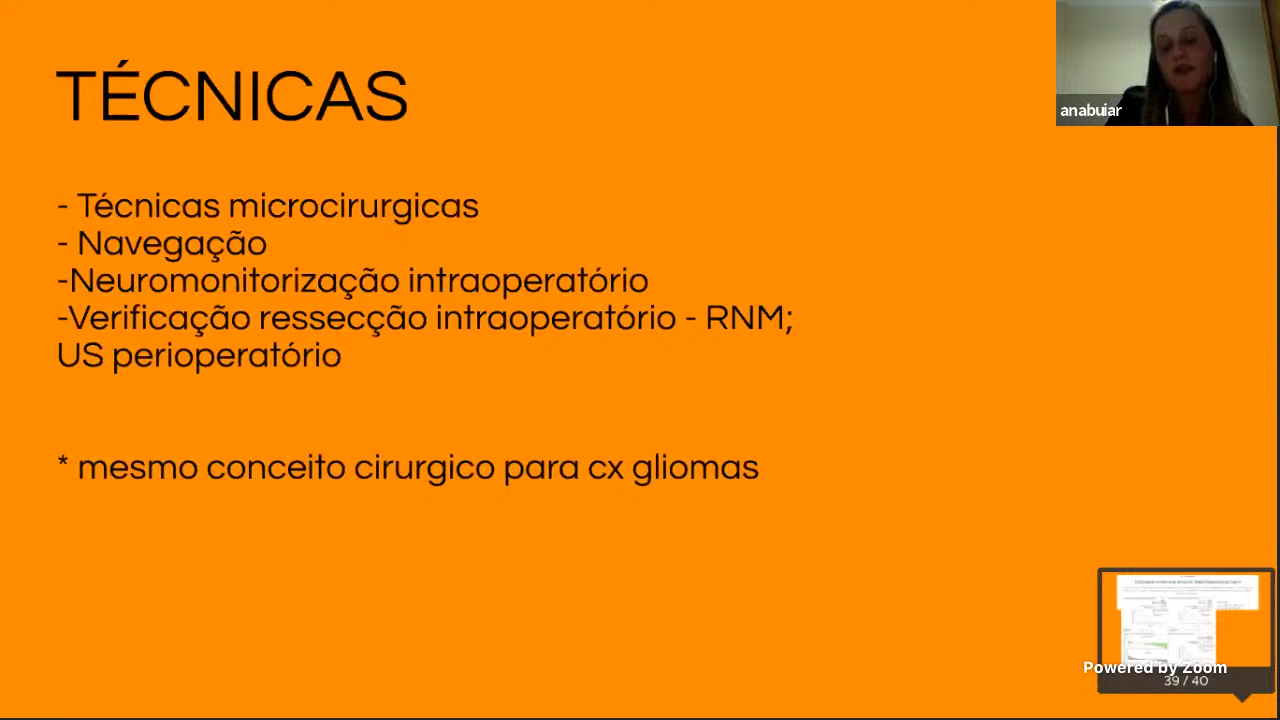 TÉCNICAS
anabuiar
- Técnicas microcirurgicas
- Navegação
-Neuromonitorização intraoperatório
-Verificação ressecção intraoperatório - RNM;
US perioperatório
* mesmo conceito cirurgico para cx gliomas
Powered by Zoom
39 / 40